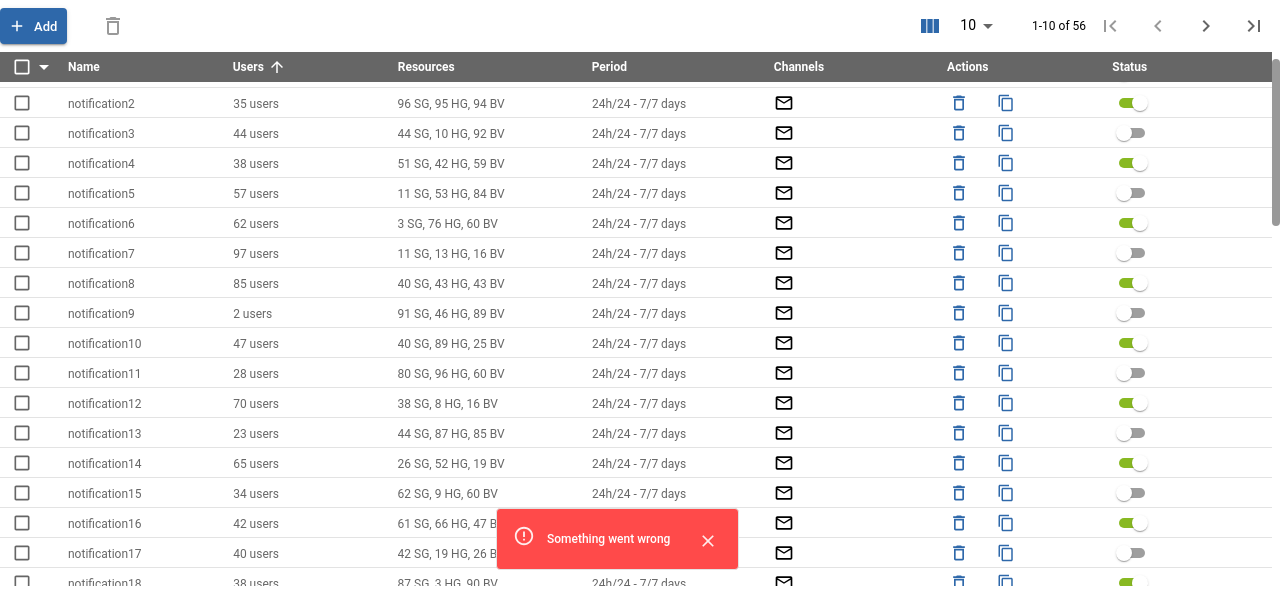 Add
10
1-10 of 56
Name Users Resources Period Channels Actions Status
notification2 35 users 96 SG, 95 HG, 94 BV 24h/24 - 7/7 days
notification3 44 users 44 SG, 10 HG, 92 BV 24h/24 - 7/7 days
notification4 38 users 51 SG, 42 HG, 59 BV 24h/24 - 7/7 days
notification5 57 users 11 SG, 53 HG, 84 BV 24h/24 - 7/7 days
notification6 62 users 3 SG, 76 HG, 60 BV 24h/24 - 7/7 days
notification7 97 users 11 SG, 13 HG, 16 BV 24h/24 - 7/7 days
notification8 85 users 40 SG, 43 HG, 43 BV 24h/24 - 7/7 days
notification9 2 users 91 SG, 46 HG, 89 BV 24h/24 - 7/7 days
notification10 47 users 40 SG, 89 HG, 25 BV 24h/24 - 7/7 days
notification11 28 users 80 SG, 96 HG, 60 BV 24h/24 - 7/7 days
notification12 70 users 38 SG, 8 HG, 16 BV 24h/24 - 7/7 days
notification13 23 users 44 SG, 87 HG, 85 BV 24h/24 - 7/7 days
notification14 65 users 26 SG, 52 HG, 19 BV 24h/24 - 7/7 days
notification15 34 users 62 SG, 9 HG, 60 BV 24h/24 - 7/7 days
notification16 42 users 61 SG, 66 HG, 47
Something went wrong
notification17 40 users 42 SG, 19 HG, 26
notification18 38 users 87 SG, 3 HG, 90 BV 24h/24 - 7/7 days